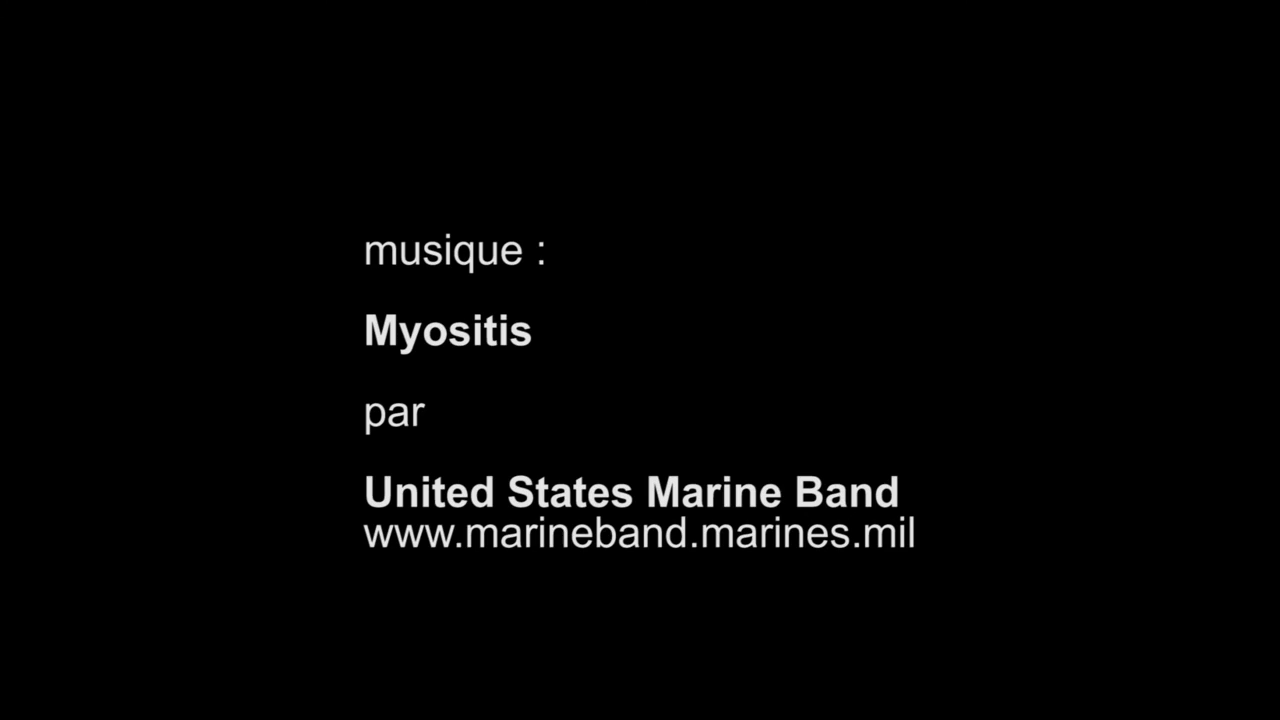 musique :
Myositis
par
United States Marine Band
www.marineband.marines.mil